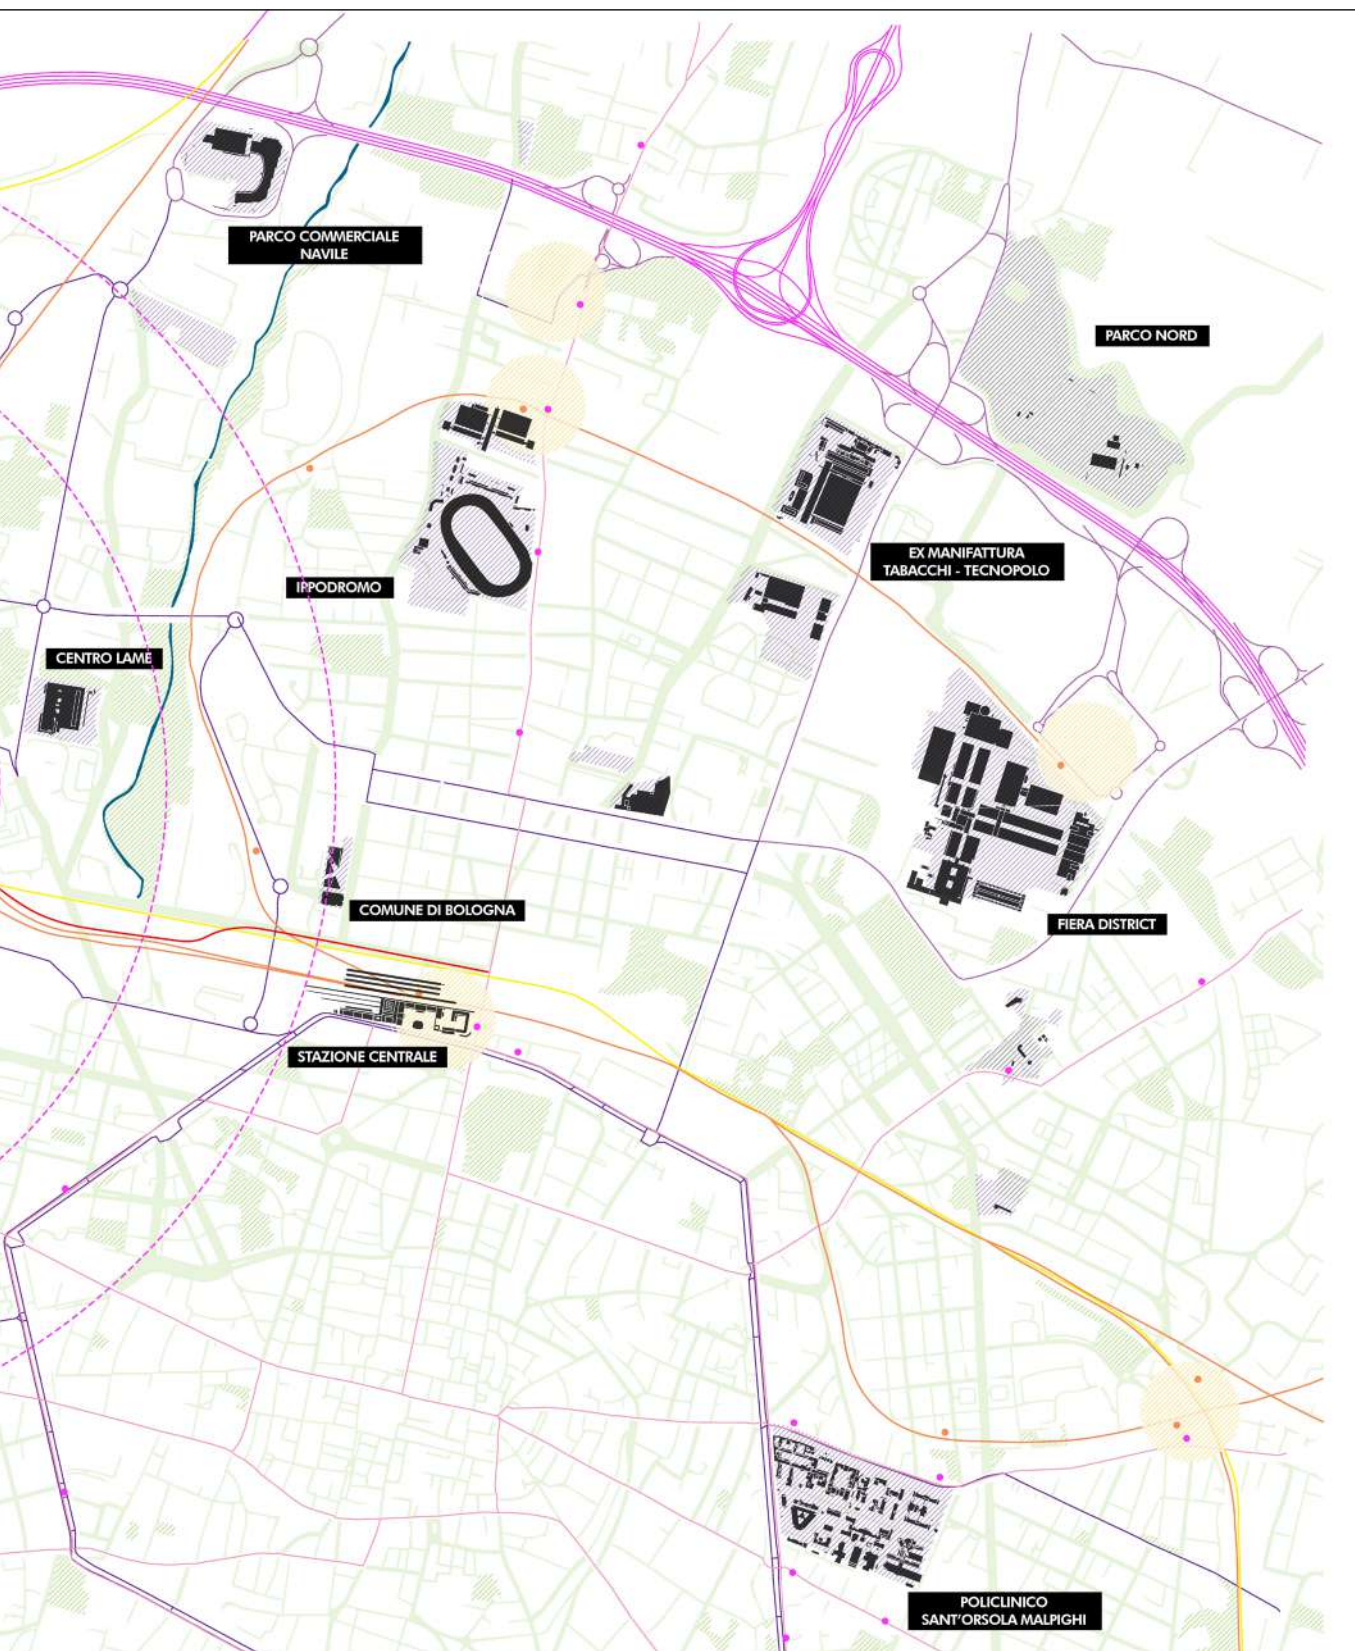 PARCO COMMERCIALE
NAVILE
PARCO NORD
EX MANIFATTURA
TABACCHI - TECNOPOLO
IPPODROMO
CENTRO LAME
COMUNE DI BOLOGNA
FIERA DISTRICT
STAZIONE CENTRALE
POLICLINICO
SANT'ORSOLA MALPIGHI